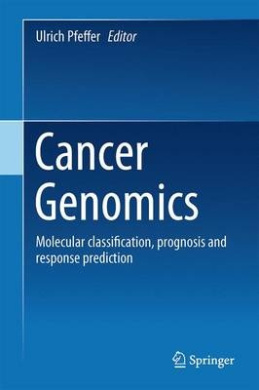 Ulrich Pfeffer Editor
Cancer
Genomics
Molecular classification, prognosis and
response prediction
Springer